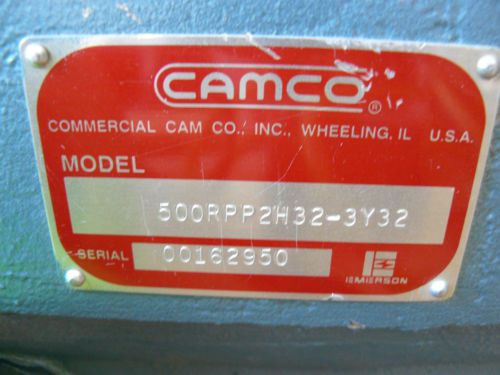 CAMCO®
COMMERCIAL CAM CO., INC., WHEELING, IL U.S.A.
MODEL
500RPP2H32-3Y32
SERIAL 00162950
EMERSON